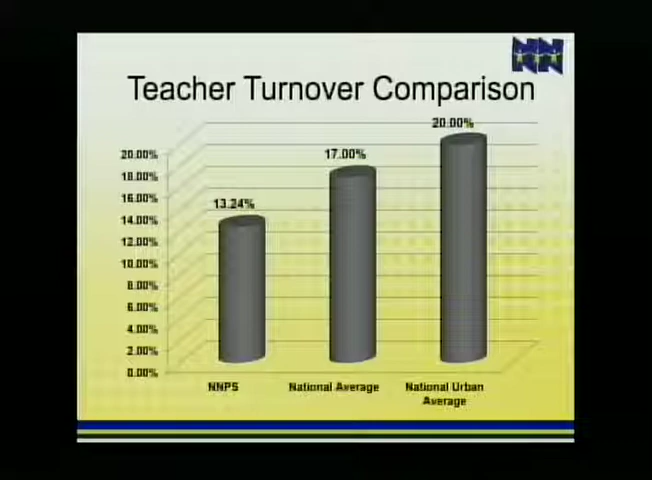 NN
Teacher Turnover Comparison
20.00%
17.00%
13.24%
20.00%
18.00%
16.00%
14.00%
12.00%
10.00%
8.00%
6.00%
4.00%
2.00%
0.00%
NNPS
National Average
National Urban
Average